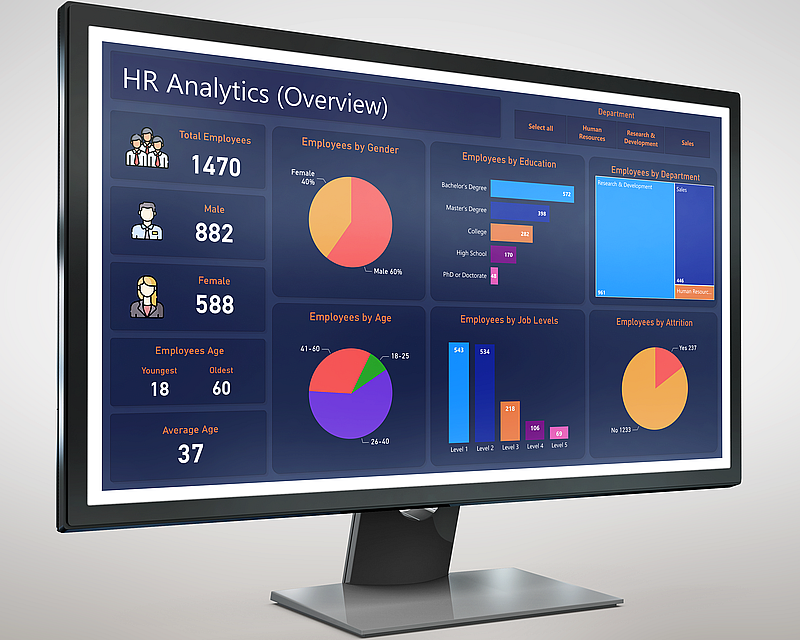 HR Analytics (Overview)
Department
Select all
Human
Resources
Research &
Development
Sales
Total Employees
1470
Male
882
Female
588
Employees Age
Youngest
18
Oldest
60
Average Age
37
Employees by Gender
Female
40%
Male 60%
Employees by Education
Bachelor's Degree
572
Master's Degree
398
College
282
High School
170
PhD or Doctorate
48
Employees by Department
Research & Development
961
Sales
446
Human Resourc...
Employees by Age
41-60
18-25
26-40
Employees by Job Levels
543
534
218
106
69
Level 1
Level 2
Level 3
Level 4
Level 5
Employees by Attrition
Yes 237
No 1233